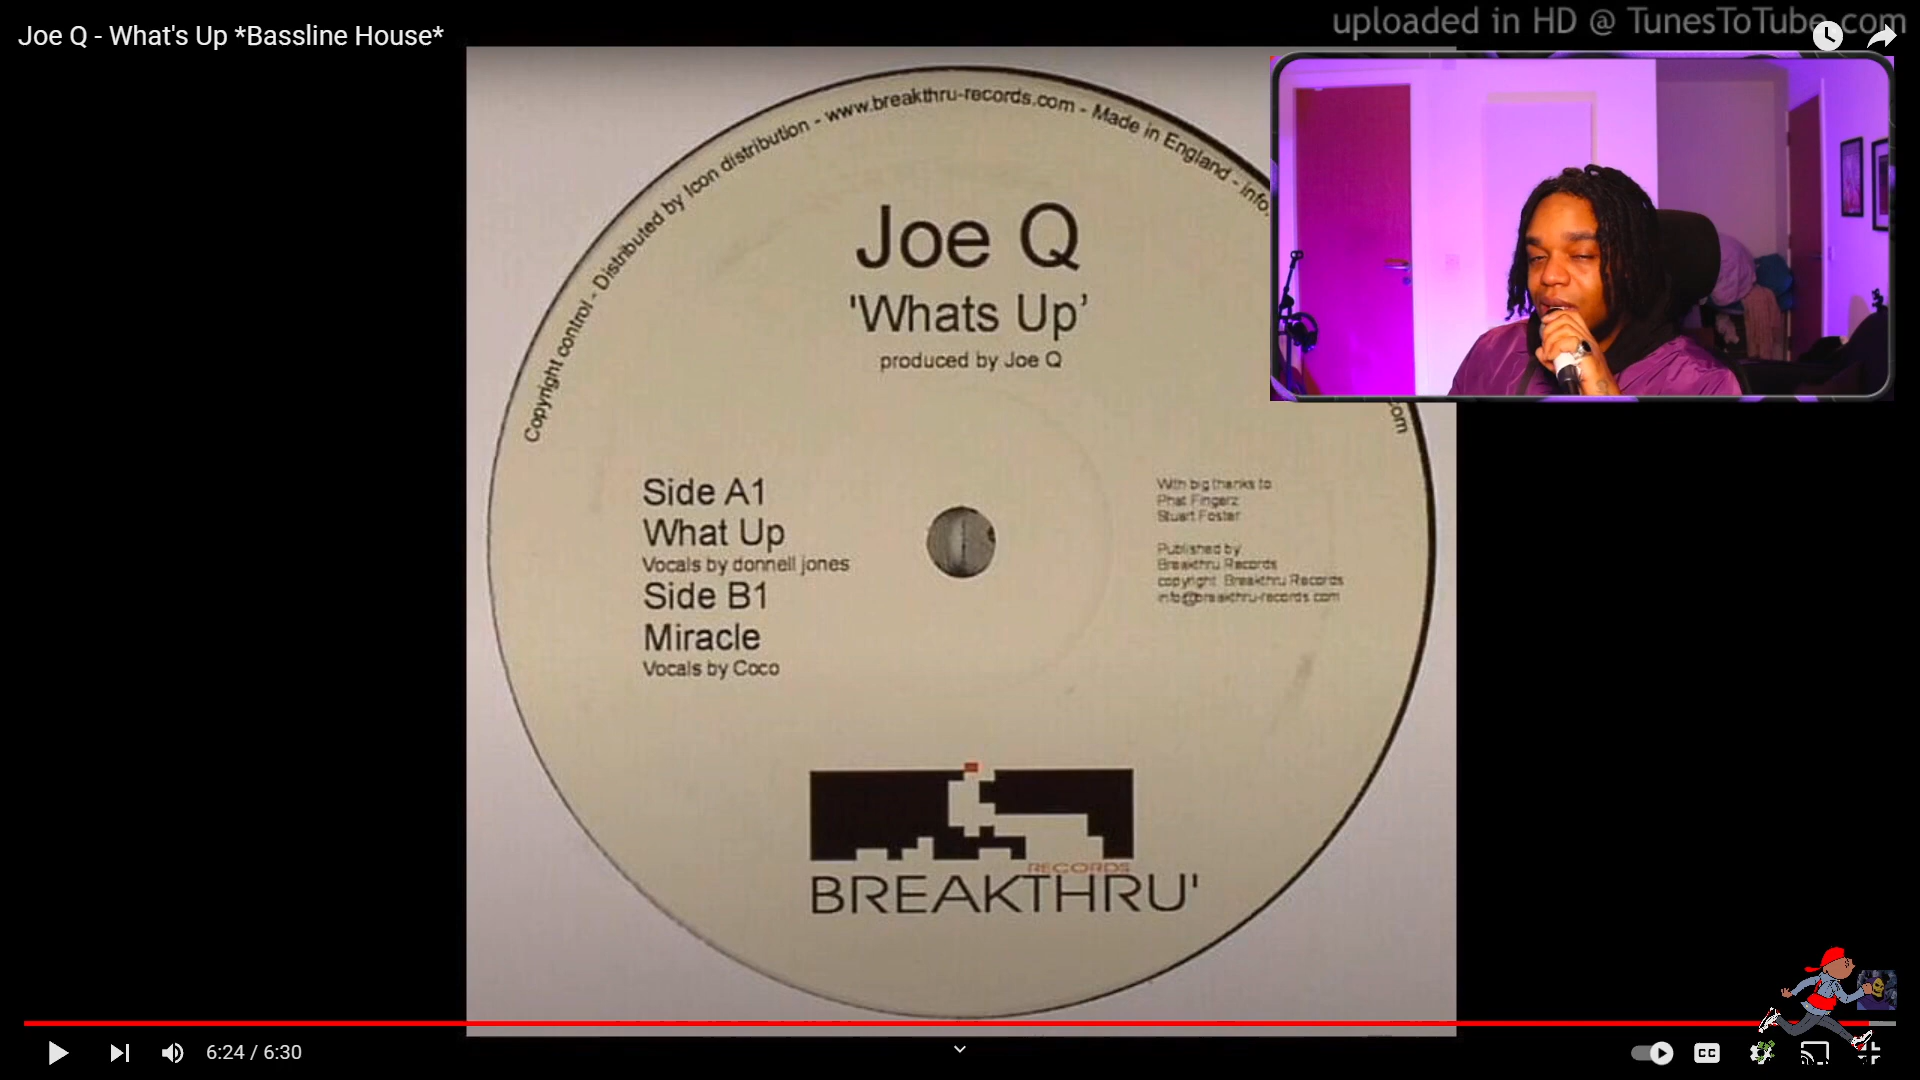 uploaded in HD @ TunesToTube.com
Joe Q - What's Up *Bassline House*
Copyright control - Distributed by Icon distribution - www.breakthru-records.com - Made in England - info.
com
Joe Q
'Whats Up'
produced by Joe Q
Side A1
What Up
Vocals by donnell jones
Side B1
Miracle
Vocals by Coco
With big thanks to
Phat Fingerz
Stuart Foster
Published by
Breakthru Records
copyright Breakthru Records
info@breakthru-records.com
RECORDS
BREAKTHRU'
6:24 / 6:30
CC